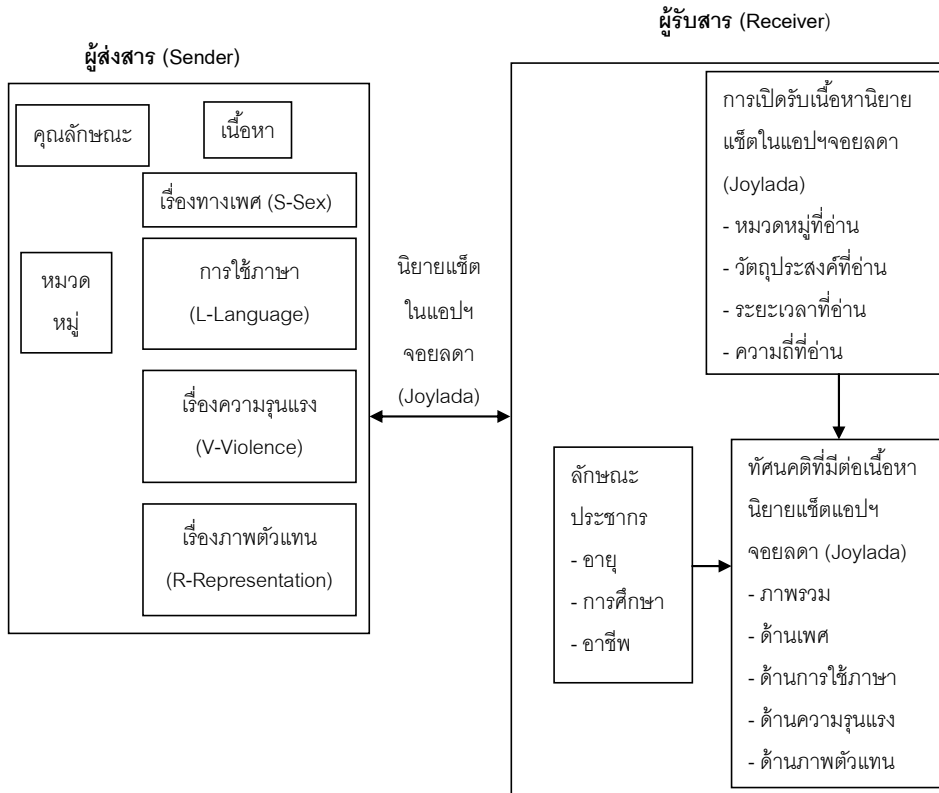 ผู้ส่งสาร (Sender)
คุณลักษณะ
เนื้อหา
เรื่องทางเพศ (S-Sex)
หมวด
หมู่
การใช้ภาษา
(L-Language)
เรื่องความรุนแรง
(V-Violence)
เรื่องภาพตัวแทน
(R-Representation)
นิยายแช็ต
ในแอปฯ
จอยลดา
(Joylada)
ผู้รับสาร (Receiver)
การเปิดรับเนื้อหานิยาย
แช็ตในแอปฯจอยลดา
(Joylada)
- หมวดหมู่ที่อ่าน
- วัตถุประสงค์ที่อ่าน
- ระยะเวลาที่อ่าน
- ความถี่ที่อ่าน
ลักษณะ
ประชากร
- อายุ
- การศึกษา
- อาชีพ
ทัศนคติที่มีต่อเนื้อหา
นิยายแช็ตแอปฯ
จอยลดา (Joylada)
- ภาพรวม
- ด้านเพศ
- ด้านการใช้ภาษา
- ด้านความรุนแรง
- ด้านภาพตัวแทน